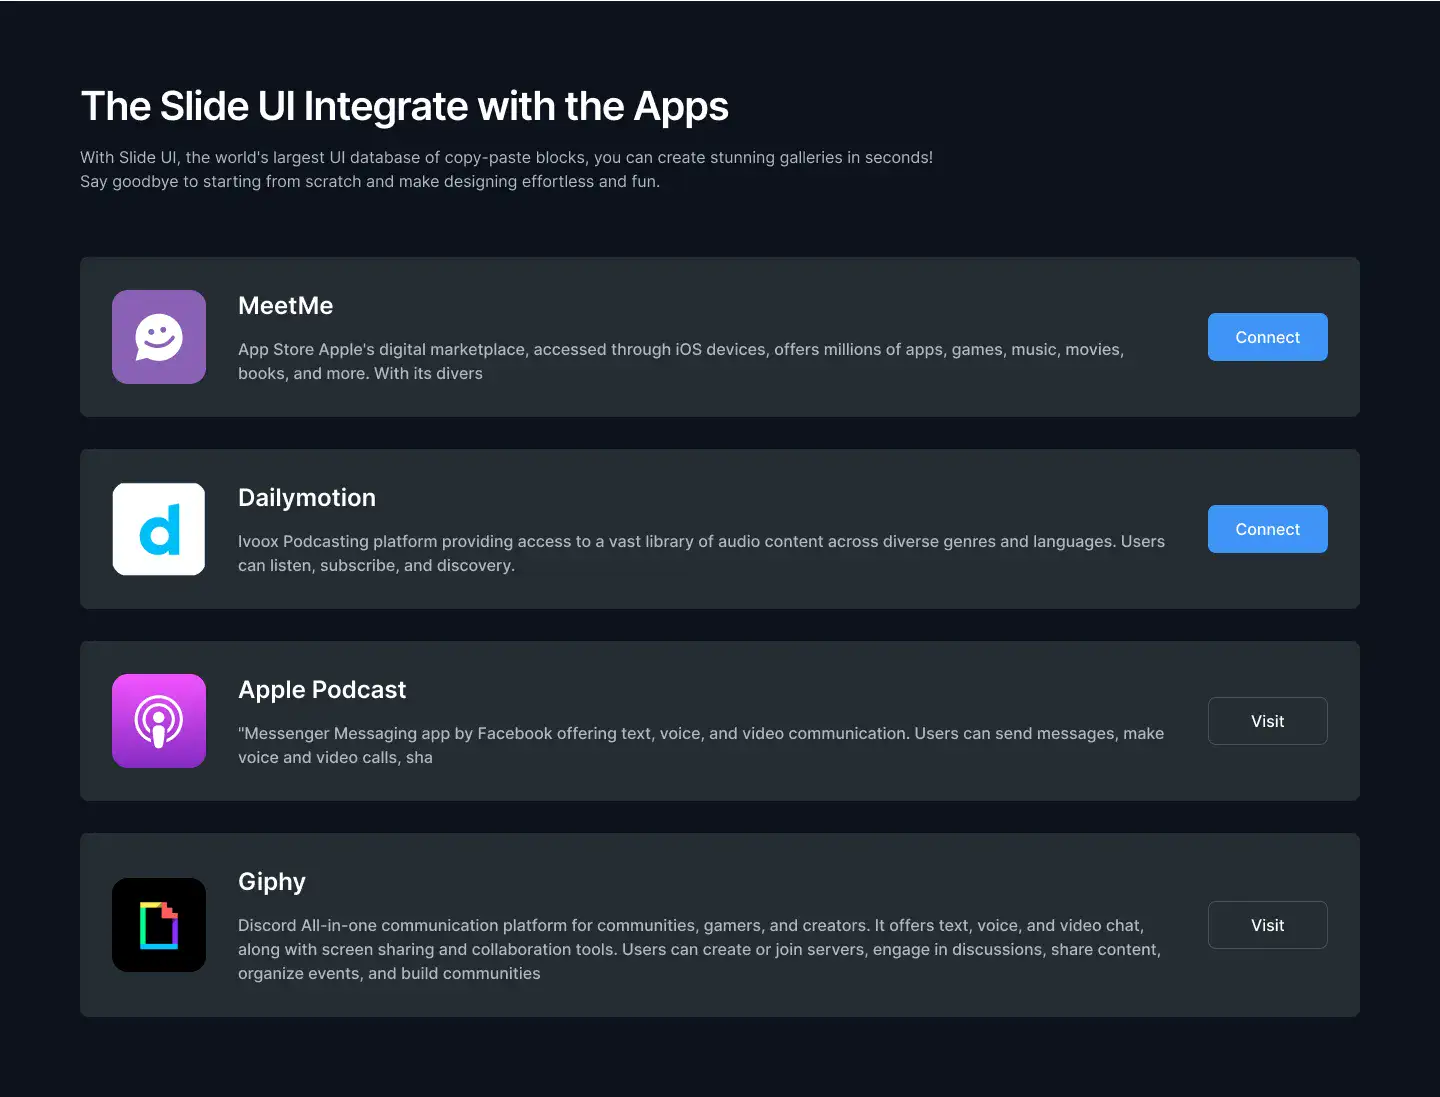 The Slide UI Integrate with the Apps
With Slide UI, the world's largest UI database of copy-paste blocks, you can create stunning galleries in seconds!
Say goodbye to starting from scratch and make designing effortless and fun.
MeetMe
App Store Apple's digital marketplace, accessed through iOS devices, offers millions of apps, games, music, movies,
books, and more. With its divers
Connect
Dailymotion
Ivoox Podcasting platform providing access to a vast library of audio content across diverse genres and languages. Users
can listen, subscribe, and discovery.
Connect
Apple Podcast
"Messenger Messaging app by Facebook offering text, voice, and video communication. Users can send messages, make
voice and video calls, sha
Visit
Giphy
Discord All-in-one communication platform for communities, gamers, and creators. It offers text, voice, and video chat,
along with screen sharing and collaboration tools. Users can create or join servers, engage in discussions, share content,
organize events, and build communities
Visit